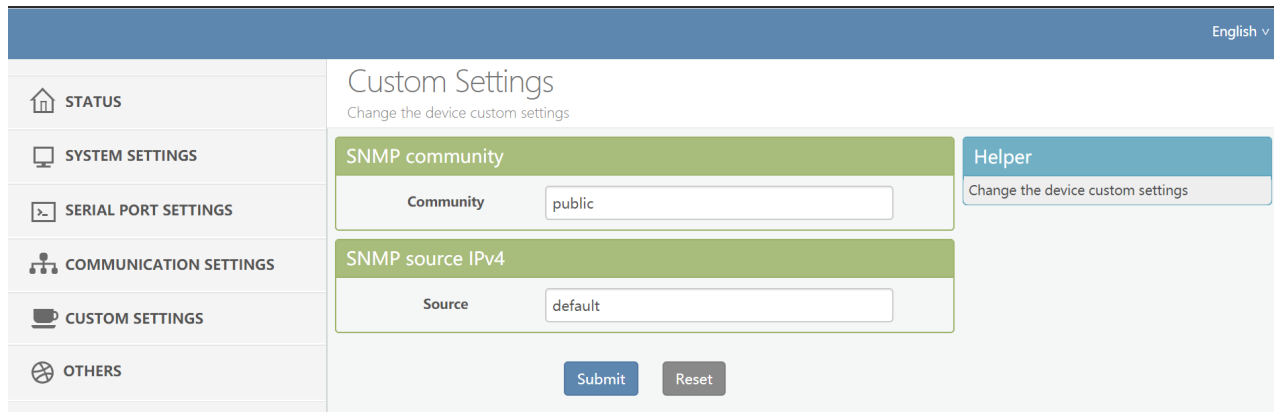 English
STATUS
SYSTEM SETTINGS
SERIAL PORT SETTINGS
COMMUNICATION SETTINGS
CUSTOM SETTINGS
OTHERS
Custom Settings
Change the device custom settings
SNMP community
Community public
SNMP source IPv4
Source default
Submit Reset
Helper
Change the device custom settings